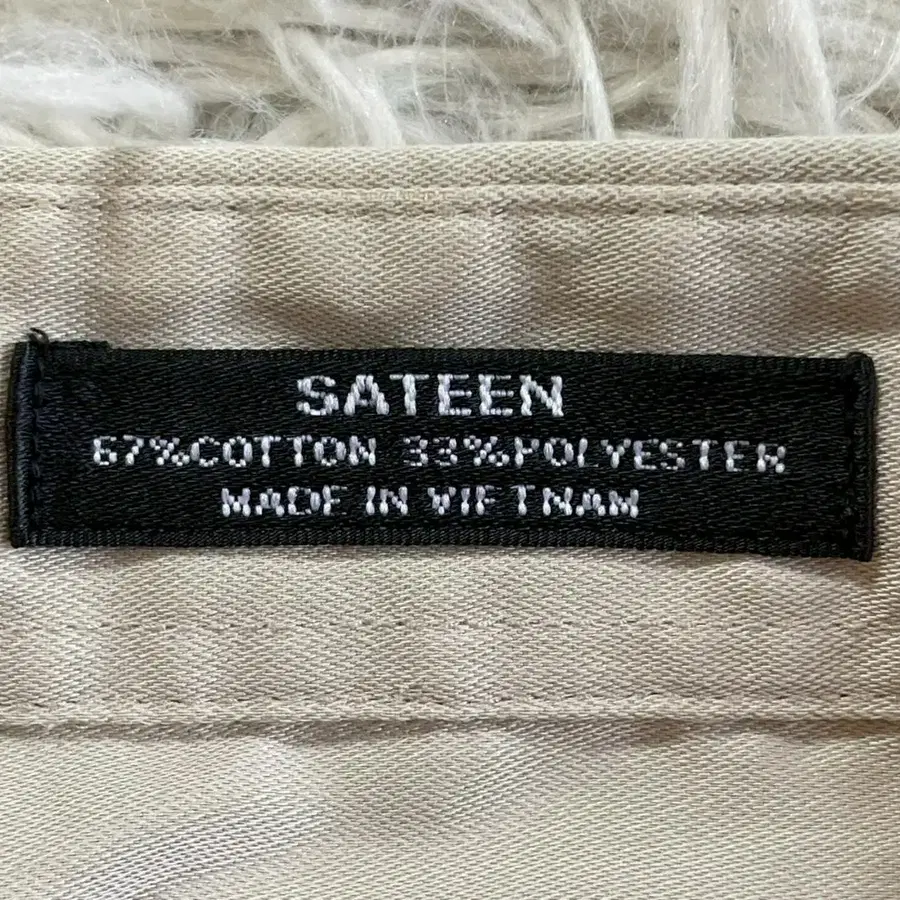 SATEEN
67%COTTON 33%POLYESTER
MADE IN VIETNAM